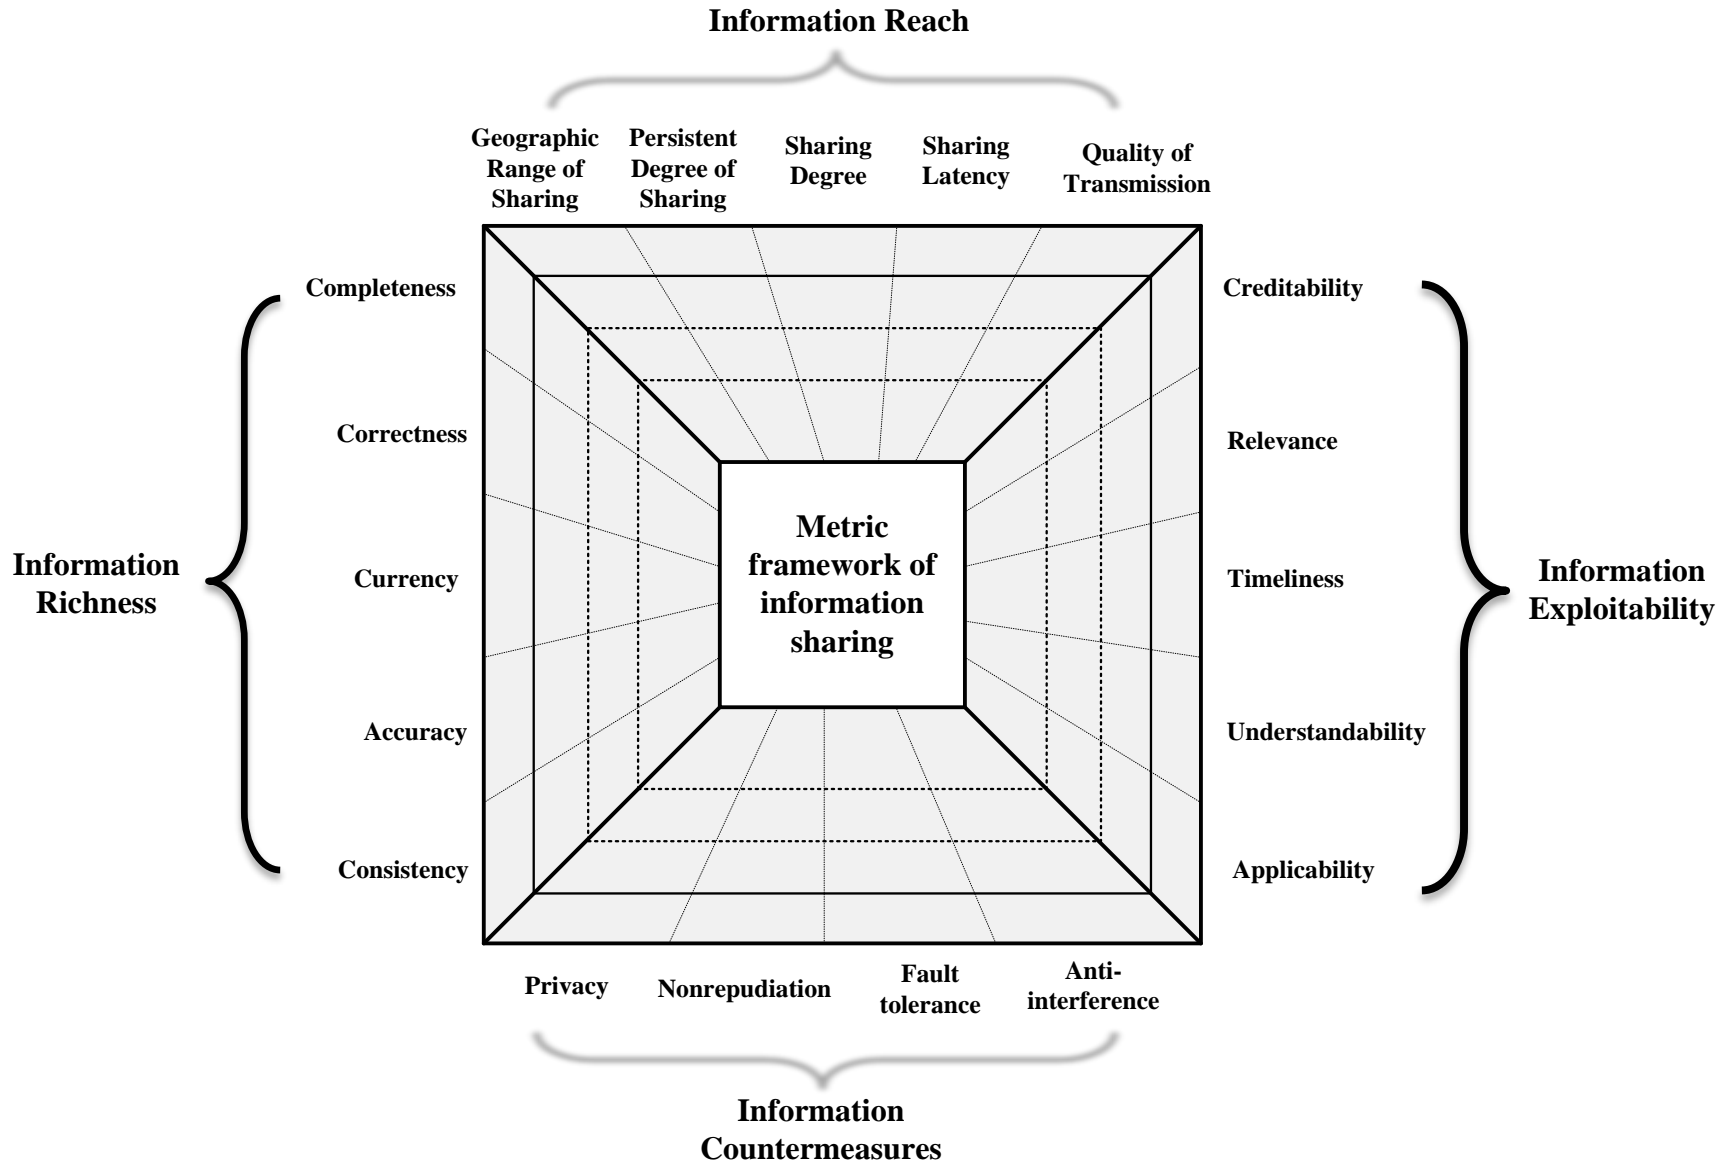 Information Reach
Geographic
Range of
Sharing
Persistent
Degree of
Sharing
Sharing
Degree
Sharing
Latency
Quality of
Transmission
Information
Richness
Completeness
Correctness
Currency
Accuracy
Consistency
Metric
framework of
information
sharing
Creditability
Relevance
Timeliness
Understandability
Applicability
Information
Exploitability
Privacy
Nonrepudiation
Fault
tolerance
Anti-
interference
Information
Countermeasures